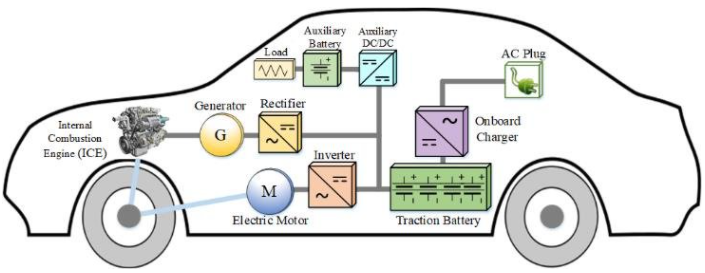 Auxiliary
Battery
Auxiliary
DC/DC
Load
AC Plug
Generator
Rectifier
Internal
Combustion
Engine (ICE)
G
Onboard
Charger
Inverter
M
Electric Motor
Traction Battery